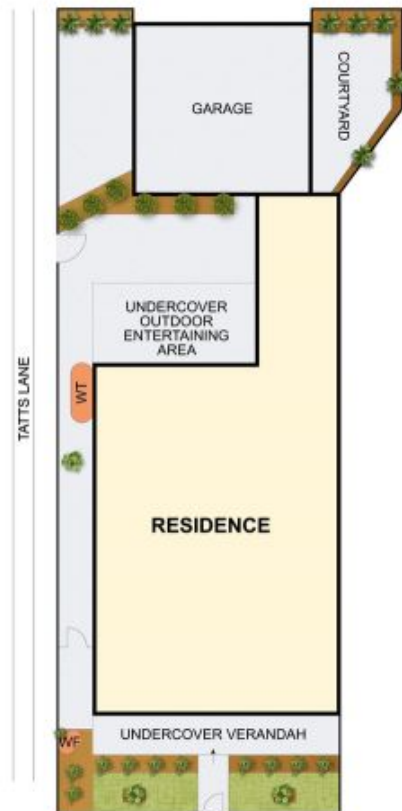 GARAGE
COURTYARD
UNDERCOVER
OUTDOOR
ENTERTAINING
AREA
WT
TATTS LANE
RESIDENCE
WF
UNDERCOVER VERANDAH